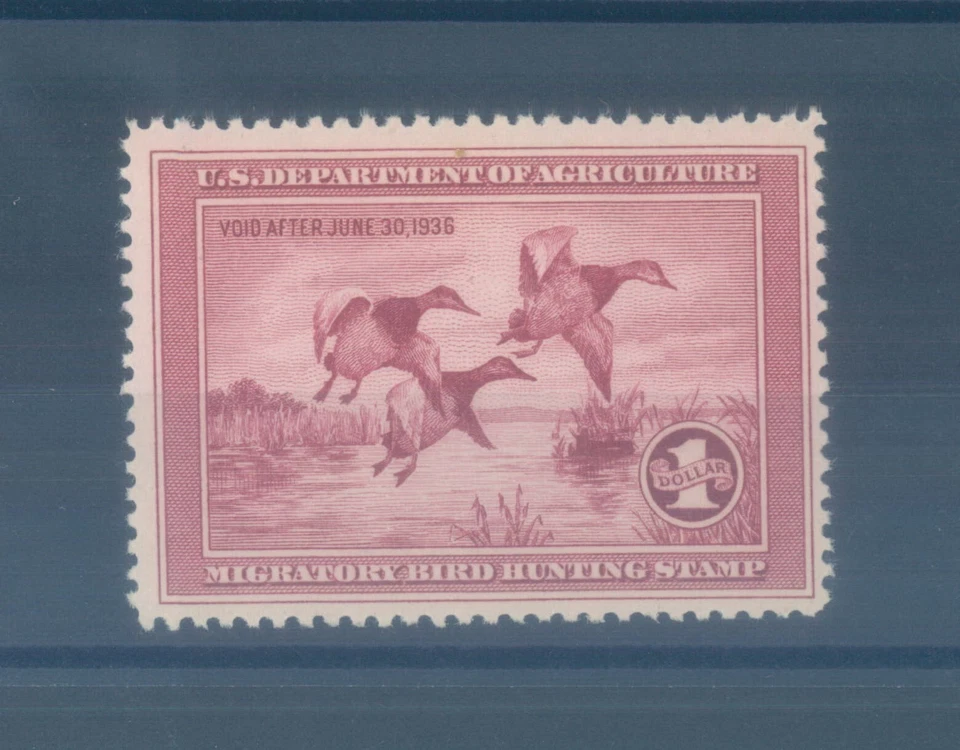 U.S. DEPARTMENT OF AGRICULTURE
VOID AFTER JUNE 30, 1936
1
DOLLAR
MIGRATORY BIRD HUNTING STAMP